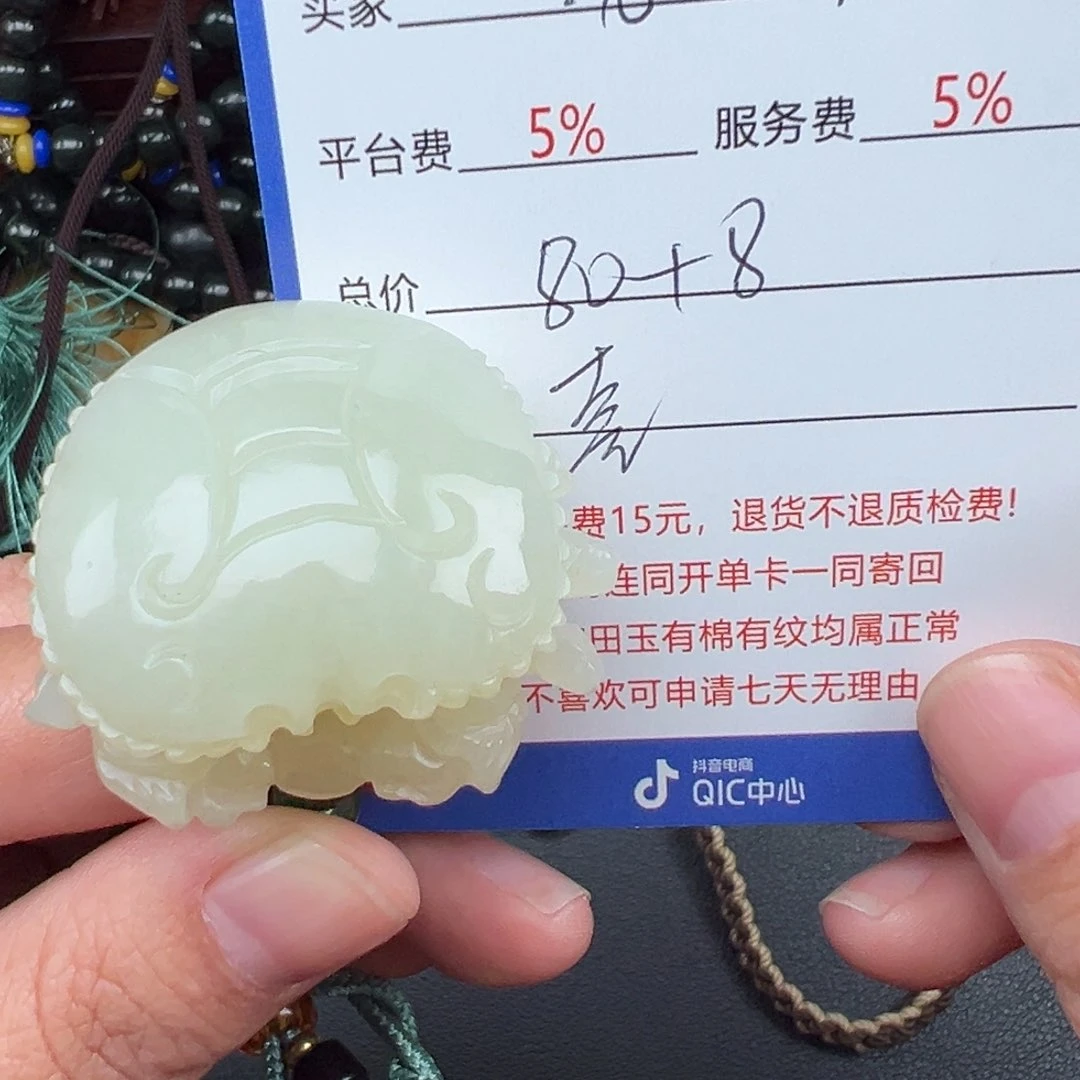 买家
平台费 5% 服务费 5%
总价 80+8
费15元，退货不退质检费!
连同开单卡一同寄回
田玉有棉有纹均属正常
不喜欢可申请七天无理由
抖音电商
QIC中心